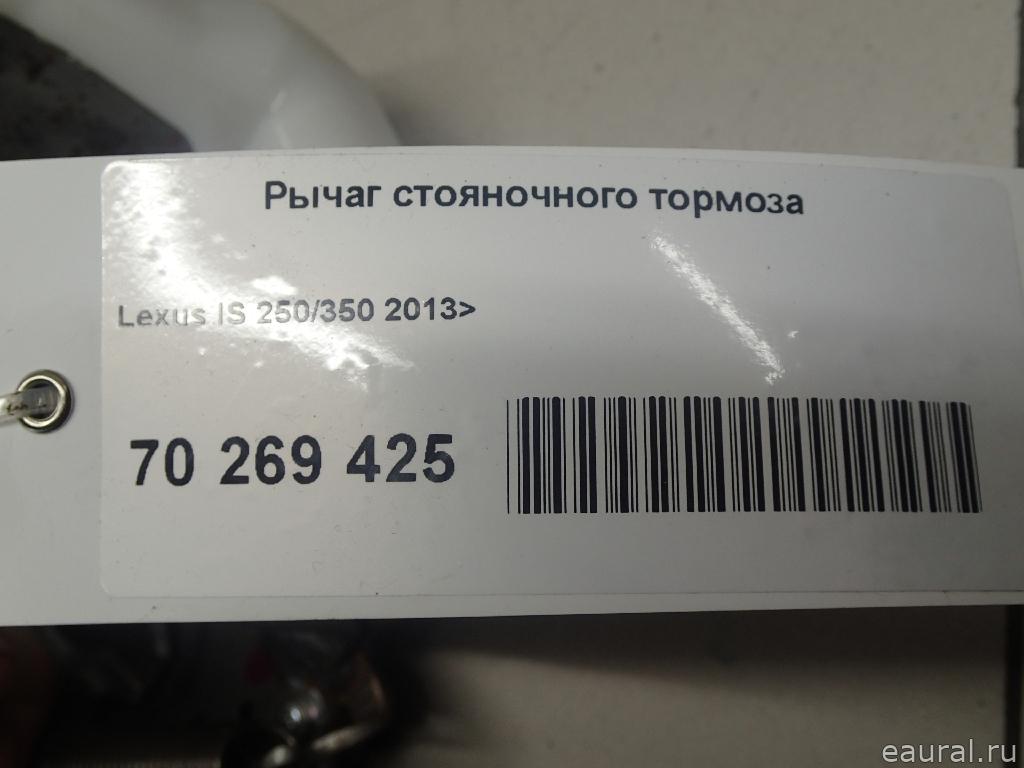 Рычаг стояночного тормоза
Lexus IS 250/350 2013>
70 269 425
eaural.ru